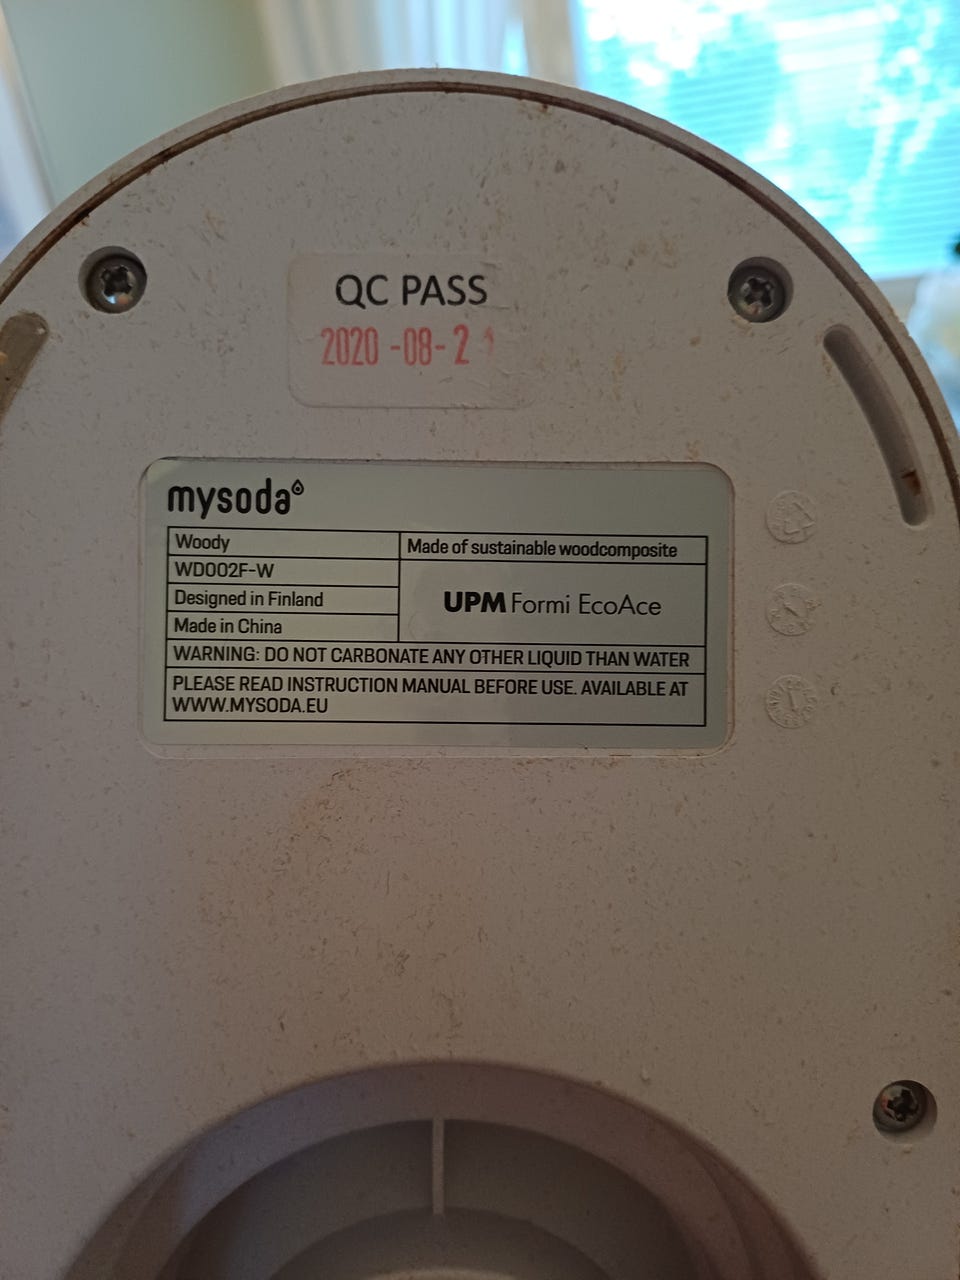 QC PASS
2020 -08- 2
mysoda
Woody
Made of sustainable woodcomposite
WD002F-W
UPM Formi EcoAce
Designed in Finland
Made in China
WARNING: DO NOT CARBONATE ANY OTHER LIQUID THAN WATER
PLEASE READ INSTRUCTION MANUAL BEFORE USE. AVAILABLE AT
WWW.MYSODA.EU